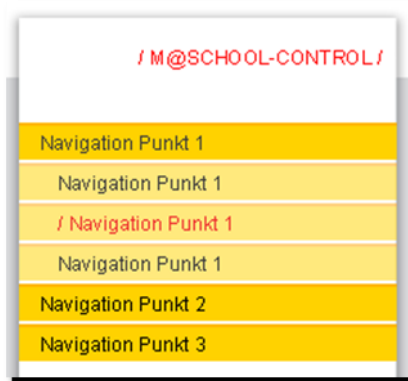 / M@SCHOOL-CONTROL /
Navigation Punkt 1
Navigation Punkt 1
/ Navigation Punkt 1
Navigation Punkt 1
Navigation Punkt 2
Navigation Punkt 3